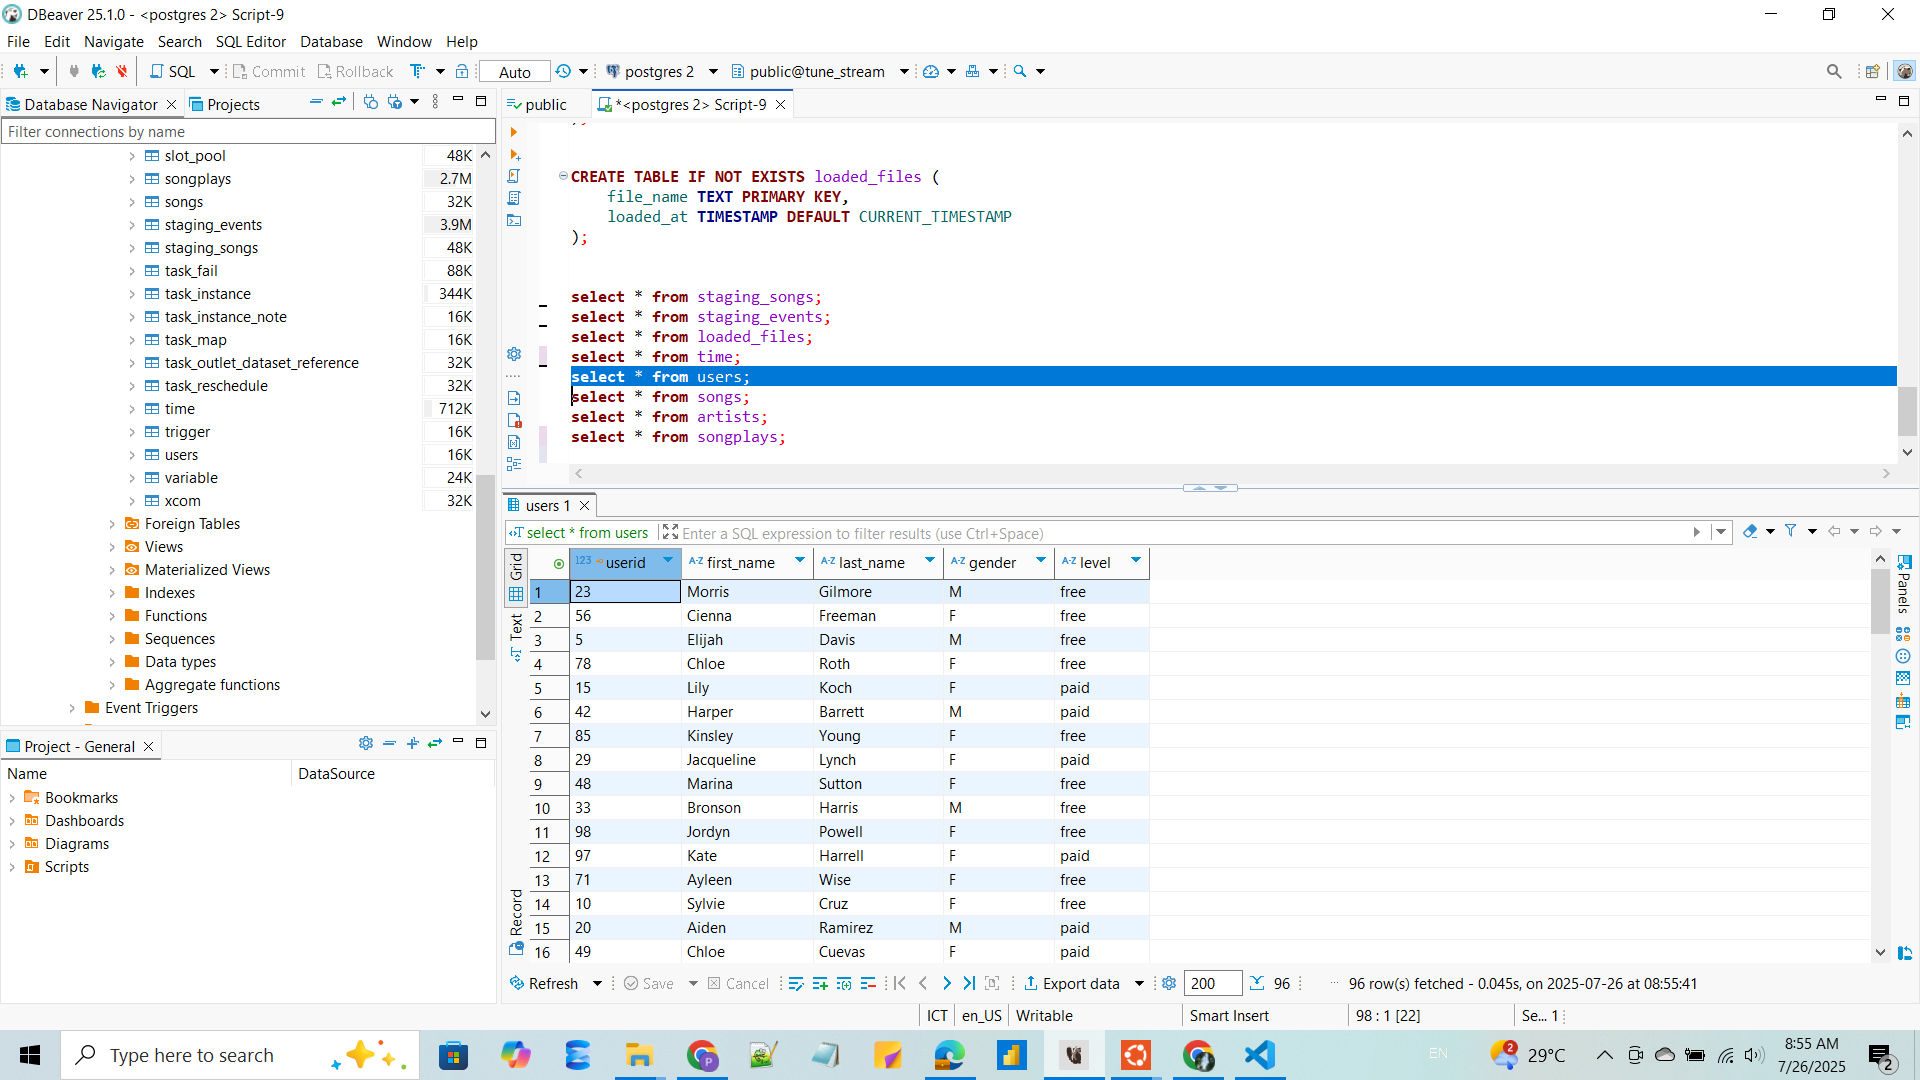 DBeaver 25.1.0 - <postgres 2> Script-9
File Edit Navigate Search SQL Editor Database Window Help
SQL Commit Rollback Auto postgres 2 public@tune_stream
Database Navigator Projects
public *<postgres 2> Script-9
Filter connections by name
slot_pool 48K
songplays 2.7M
songs 32K
staging_events 3.9M
staging_songs 48K
task_fail 88K
task_instance 344K
task_instance_note 16K
task_map 16K
task_outlet_dataset_reference 32K
task_reschedule 32K
time 712K
trigger 16K
users 16K
variable 24K
xcom 32K
Foreign Tables
Views
Materialized Views
Indexes
Functions
Sequences
Data types
Aggregate functions
Event Triggers
Project - General
Name DataSource
Bookmarks
Dashboards
Diagrams
Scripts
CREATE TABLE IF NOT EXISTS loaded_files (
file_name TEXT PRIMARY KEY,
loaded_at TIMESTAMP DEFAULT CURRENT_TIMESTAMP
);
select * from staging_songs;
select * from staging_events;
select * from loaded_files;
select * from time;
select * from users;
select * from songs;
select * from artists;
select * from songplays;
users 1
select * from users Enter a SQL expression to filter results (use Ctrl+Space)
Grid
Text
Record
Panels
123 userid A-Z first_name A-Z last_name A-Z gender A-Z level
1 23 Morris Gilmore M free
2 56 Cienna Freeman F free
3 5 Elijah Davis M free
4 78 Chloe Roth F free
5 15 Lily Koch F paid
6 42 Harper Barrett M paid
7 85 Kinsley Young F free
8 29 Jacqueline Lynch F paid
9 48 Marina Sutton F free
10 33 Bronson Harris M free
11 98 Jordyn Powell F free
12 97 Kate Harrell F paid
13 71 Ayleen Wise F free
14 10 Sylvie Cruz F free
15 20 Aiden Ramirez M paid
16 49 Chloe Cuevas F paid
Refresh Save Cancel Export data 200 96 96 row(s) fetched - 0.045s, on 2025-07-26 at 08:55:41
ICT en_US Writable Smart Insert 98 : 1 [22] Se... 1
Type here to search
EN 2 29°C 8:55 AM
7/26/2025 2